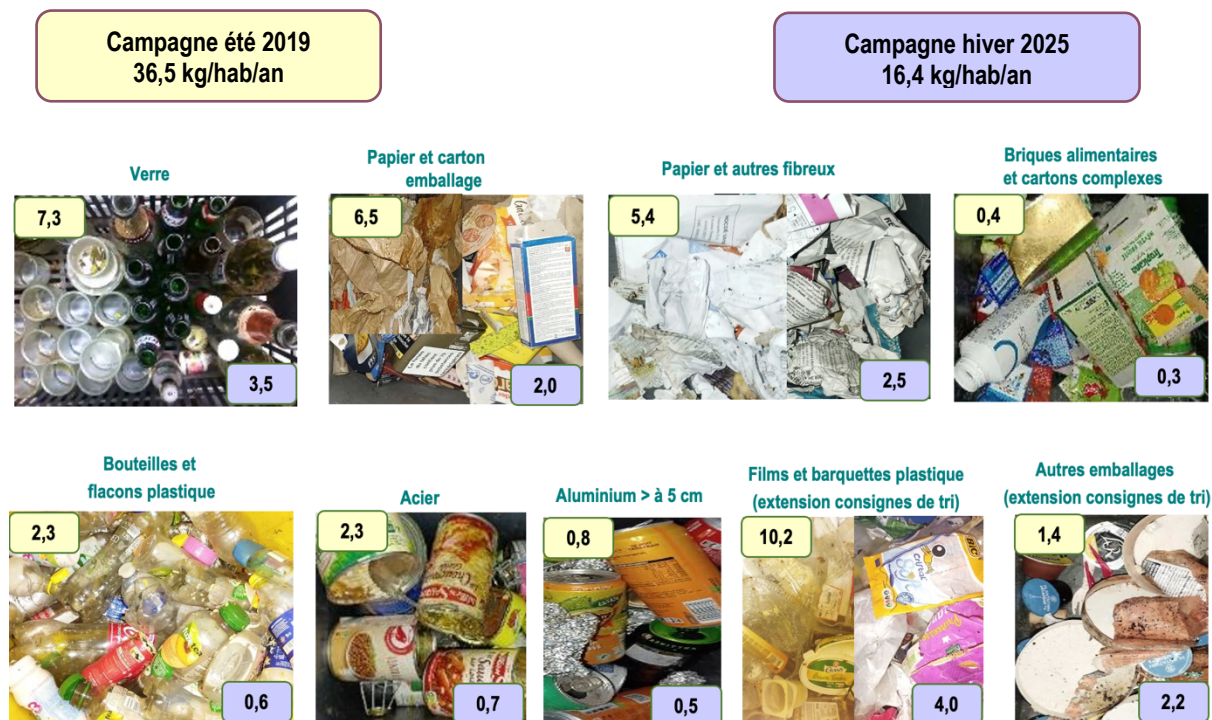 Campagne été 2019
36,5 kg/hab/an
Campagne hiver 2025
16,4 kg/hab/an
Verre
7,3
3,5
Papier et carton
emballage
6,5
2,0
Papier et autres fibreux
5,4
2,5
Briques alimentaires
et cartons complexes
0,4
Tropicana
0,3
Bouteilles et
flacons plastique
2,3
0,6
Acier
2,3
0,7
Aluminium > à 5 cm
0,8
0,5
Films et barquettes plastique
(extension consignes de tri)
10,2
BIC
4,0
Autres emballages
(extension consignes de tri)
1,4
2,2